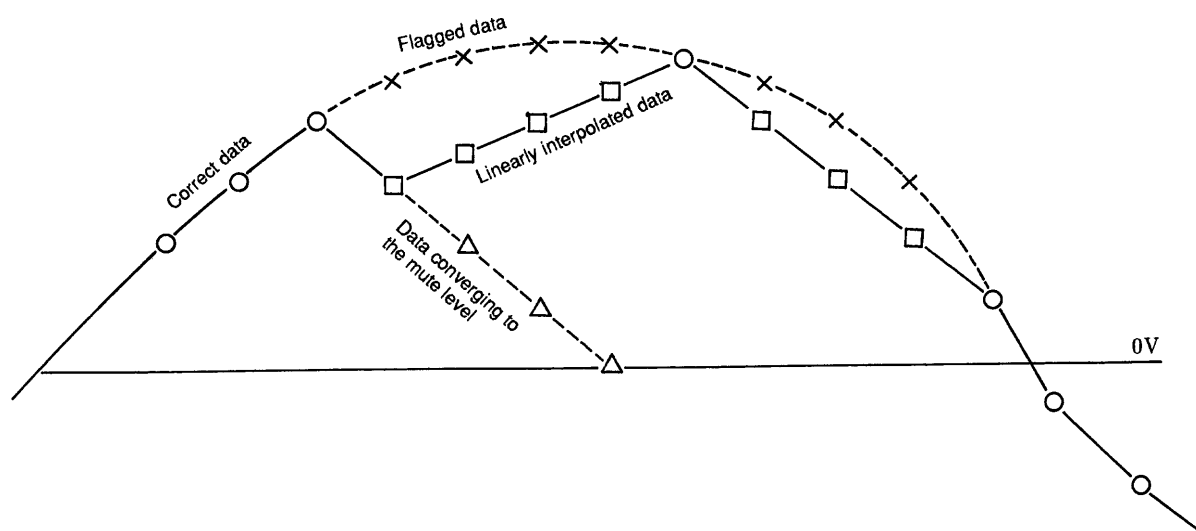 Flagged data
Correct data
Linearly interpolated data
Data converging to
the mute level
0V